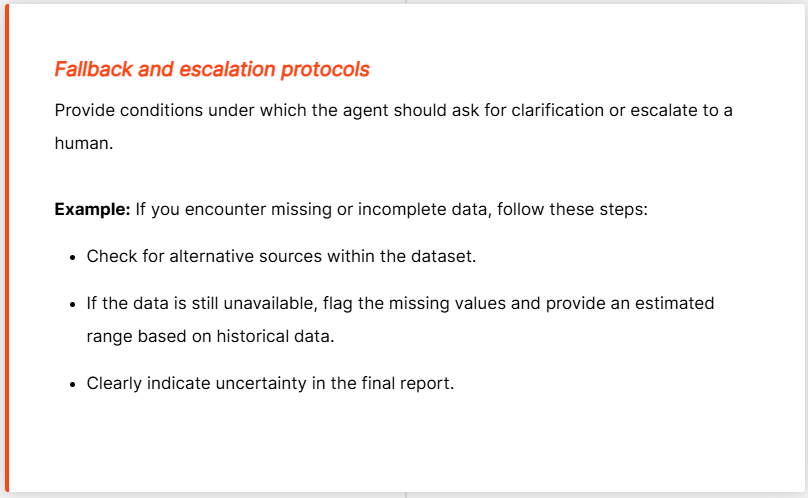 Fallback and escalation protocols
Provide conditions under which the agent should ask for clarification or escalate to a
human.
Example: If you encounter missing or incomplete data, follow these steps:
• Check for alternative sources within the dataset.
• If the data is still unavailable, flag the missing values and provide an estimated
range based on historical data.
• Clearly indicate uncertainty in the final report.